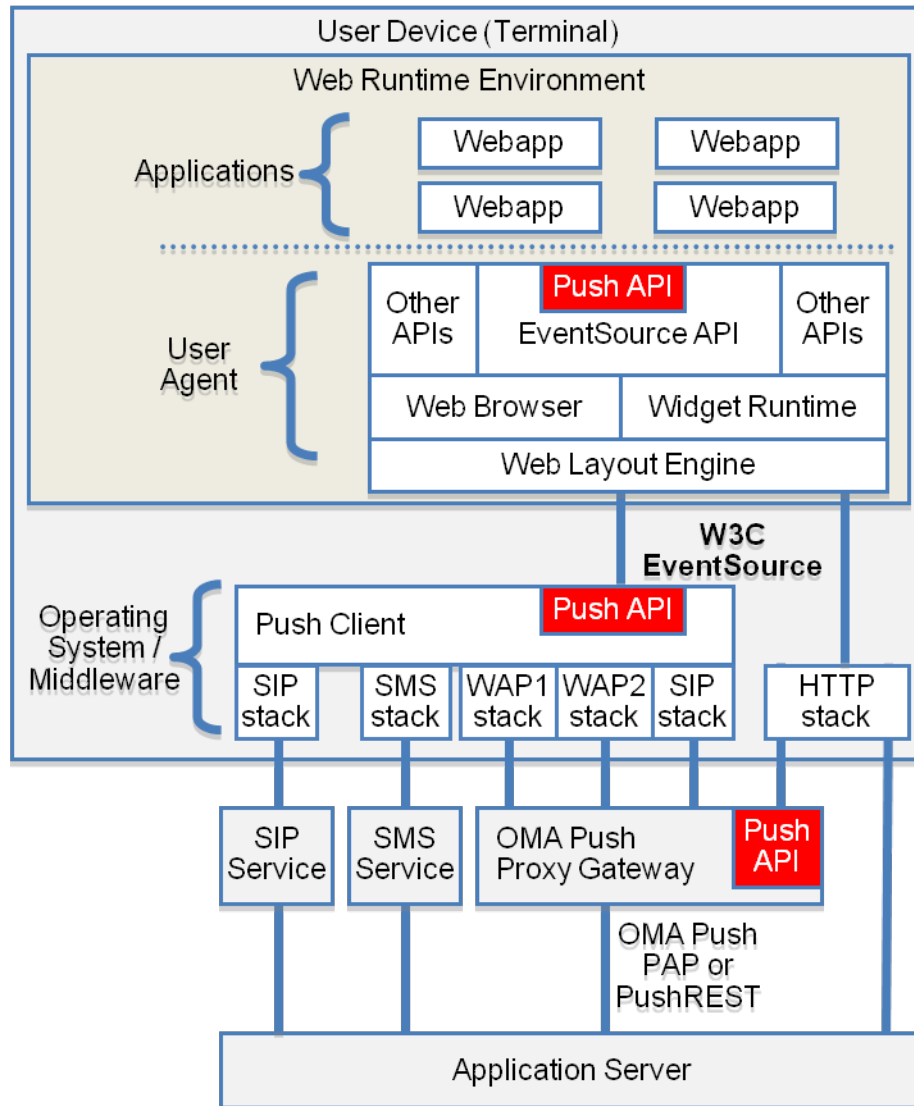 User Device (Terminal)
Web Runtime Environment
Applications
Webapp
Webapp
Webapp
Webapp
User
Agent
Other
APIs
Push API
EventSource API
Other
APIs
Web Browser
Widget Runtime
Web Layout Engine
W3C
EventSource
Operating
System /
Middleware
Push Client
Push API
SIP
stack
SMS
stack
WAP1
stack
WAP2
stack
SIP
stack
HTTP
stack
SIP
Service
SMS
Service
OMA Push
Proxy Gateway
Push
API
OMA Push
PAP or
PushREST
Application Server